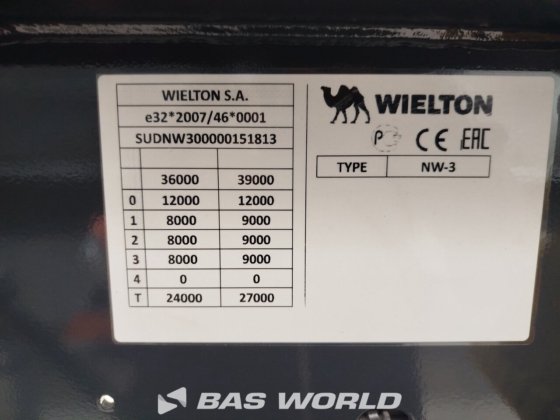 WIELTON S.A.
e32*2007/46*0001
SUDNW300000151813
36000 39000
0 12000 12000
1 8000 9000
2 8000 9000
3 8000 9000
4 0 0
T 24000 27000
WIELTON
P CE EAC
TYPE NW-3
BAS WORLD